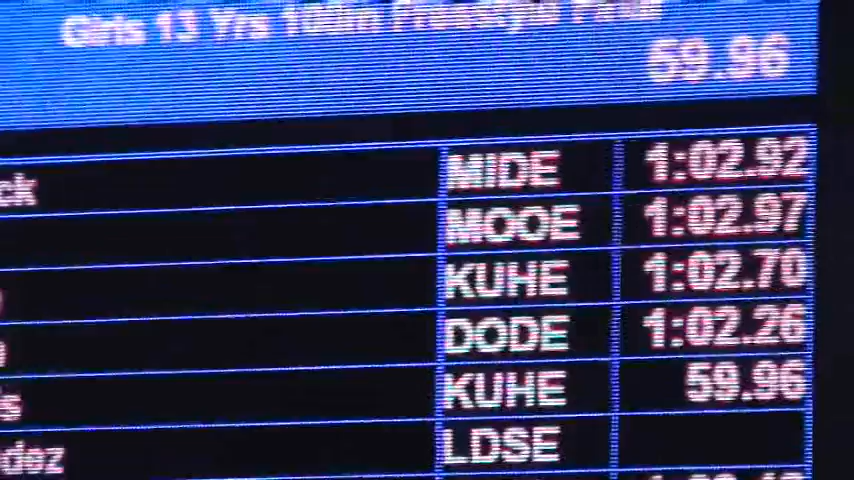 Girls 13 Yrs 100m Freestyle Final
59.96
ck MIDE 1:02.92
MOOE 1:02.97
KUHE 1:02.70
DODE 1:02.26
s KUHE 59.96
dez LDSE